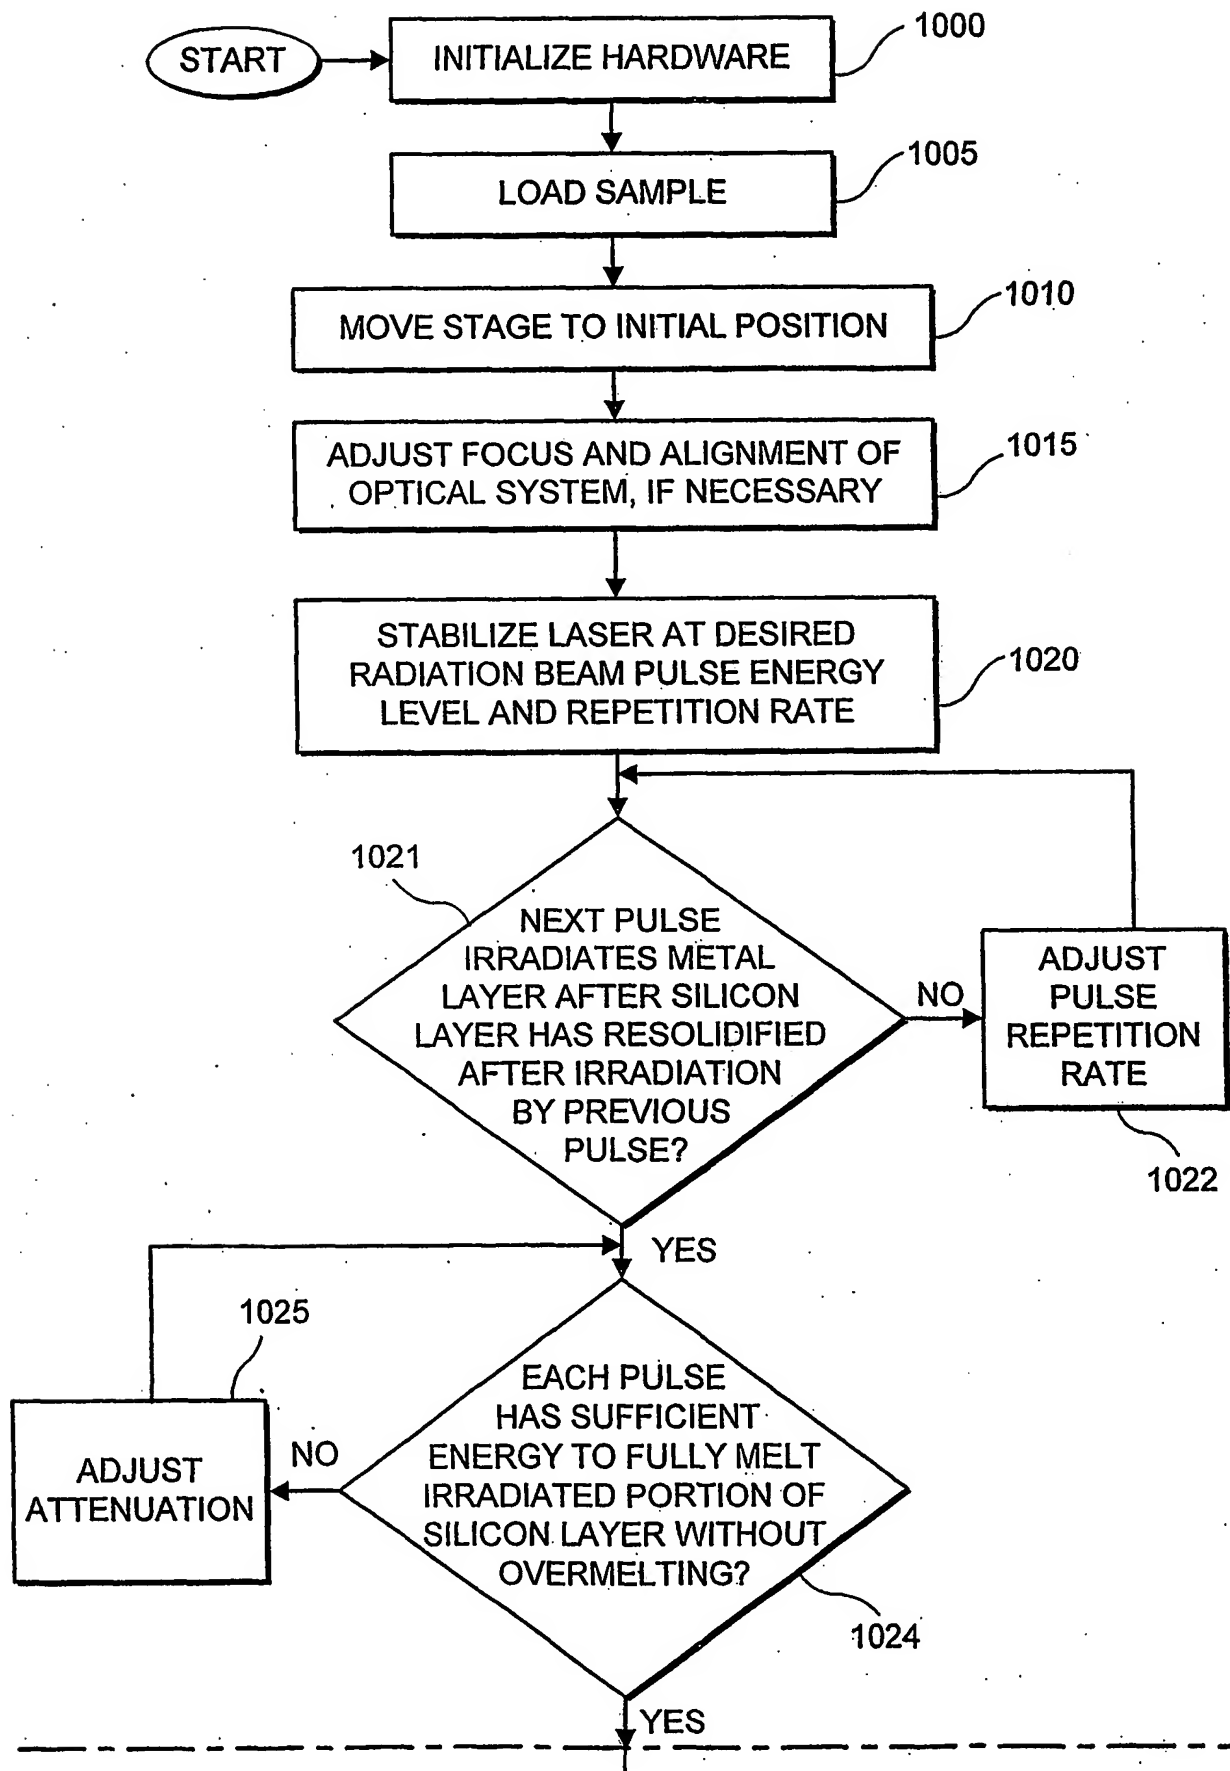 START
INITIALIZE HARDWARE
1000
LOAD SAMPLE
1005
MOVE STAGE TO INITIAL POSITION
1010
ADJUST FOCUS AND ALIGNMENT OF
OPTICAL SYSTEM, IF NECESSARY
1015
STABILIZE LASER AT DESIRED
RADIATION BEAM PULSE ENERGY
LEVEL AND REPETITION RATE
1020
1021
NEXT PULSE
IRRADIATES METAL
LAYER AFTER SILICON
LAYER HAS RESOLIDIFIED
AFTER IRRADIATION
BY PREVIOUS
PULSE?
NO
ADJUST
PULSE
REPETITION
RATE
1022
YES
1025
EACH PULSE
HAS SUFFICIENT
ENERGY TO FULLY MELT
IRRADIATED PORTION OF
SILICON LAYER WITHOUT
OVERMELTING?
NO
ADJUST
ATTENUATION
1024
YES